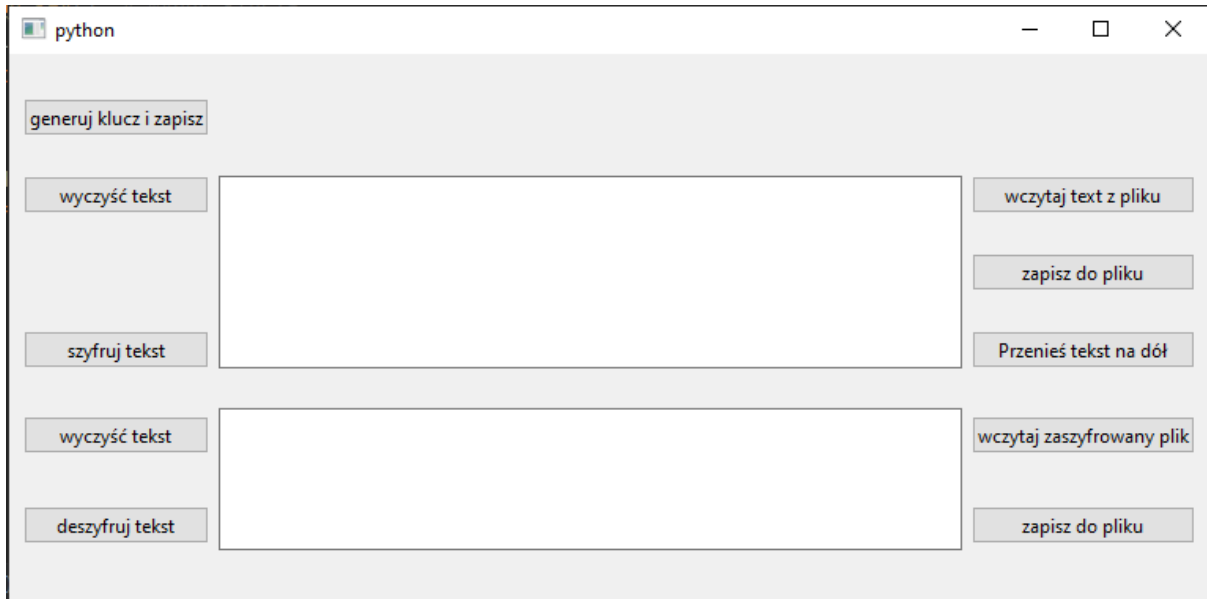 python
generuj klucz i zapisz
wyczyść tekst
wczytaj text z pliku
zapisz do pliku
szyfruj tekst
Przenieś tekst na dół
wyczyść tekst
wczytaj zaszyfrowany plik
deszyfruj tekst
zapisz do pliku